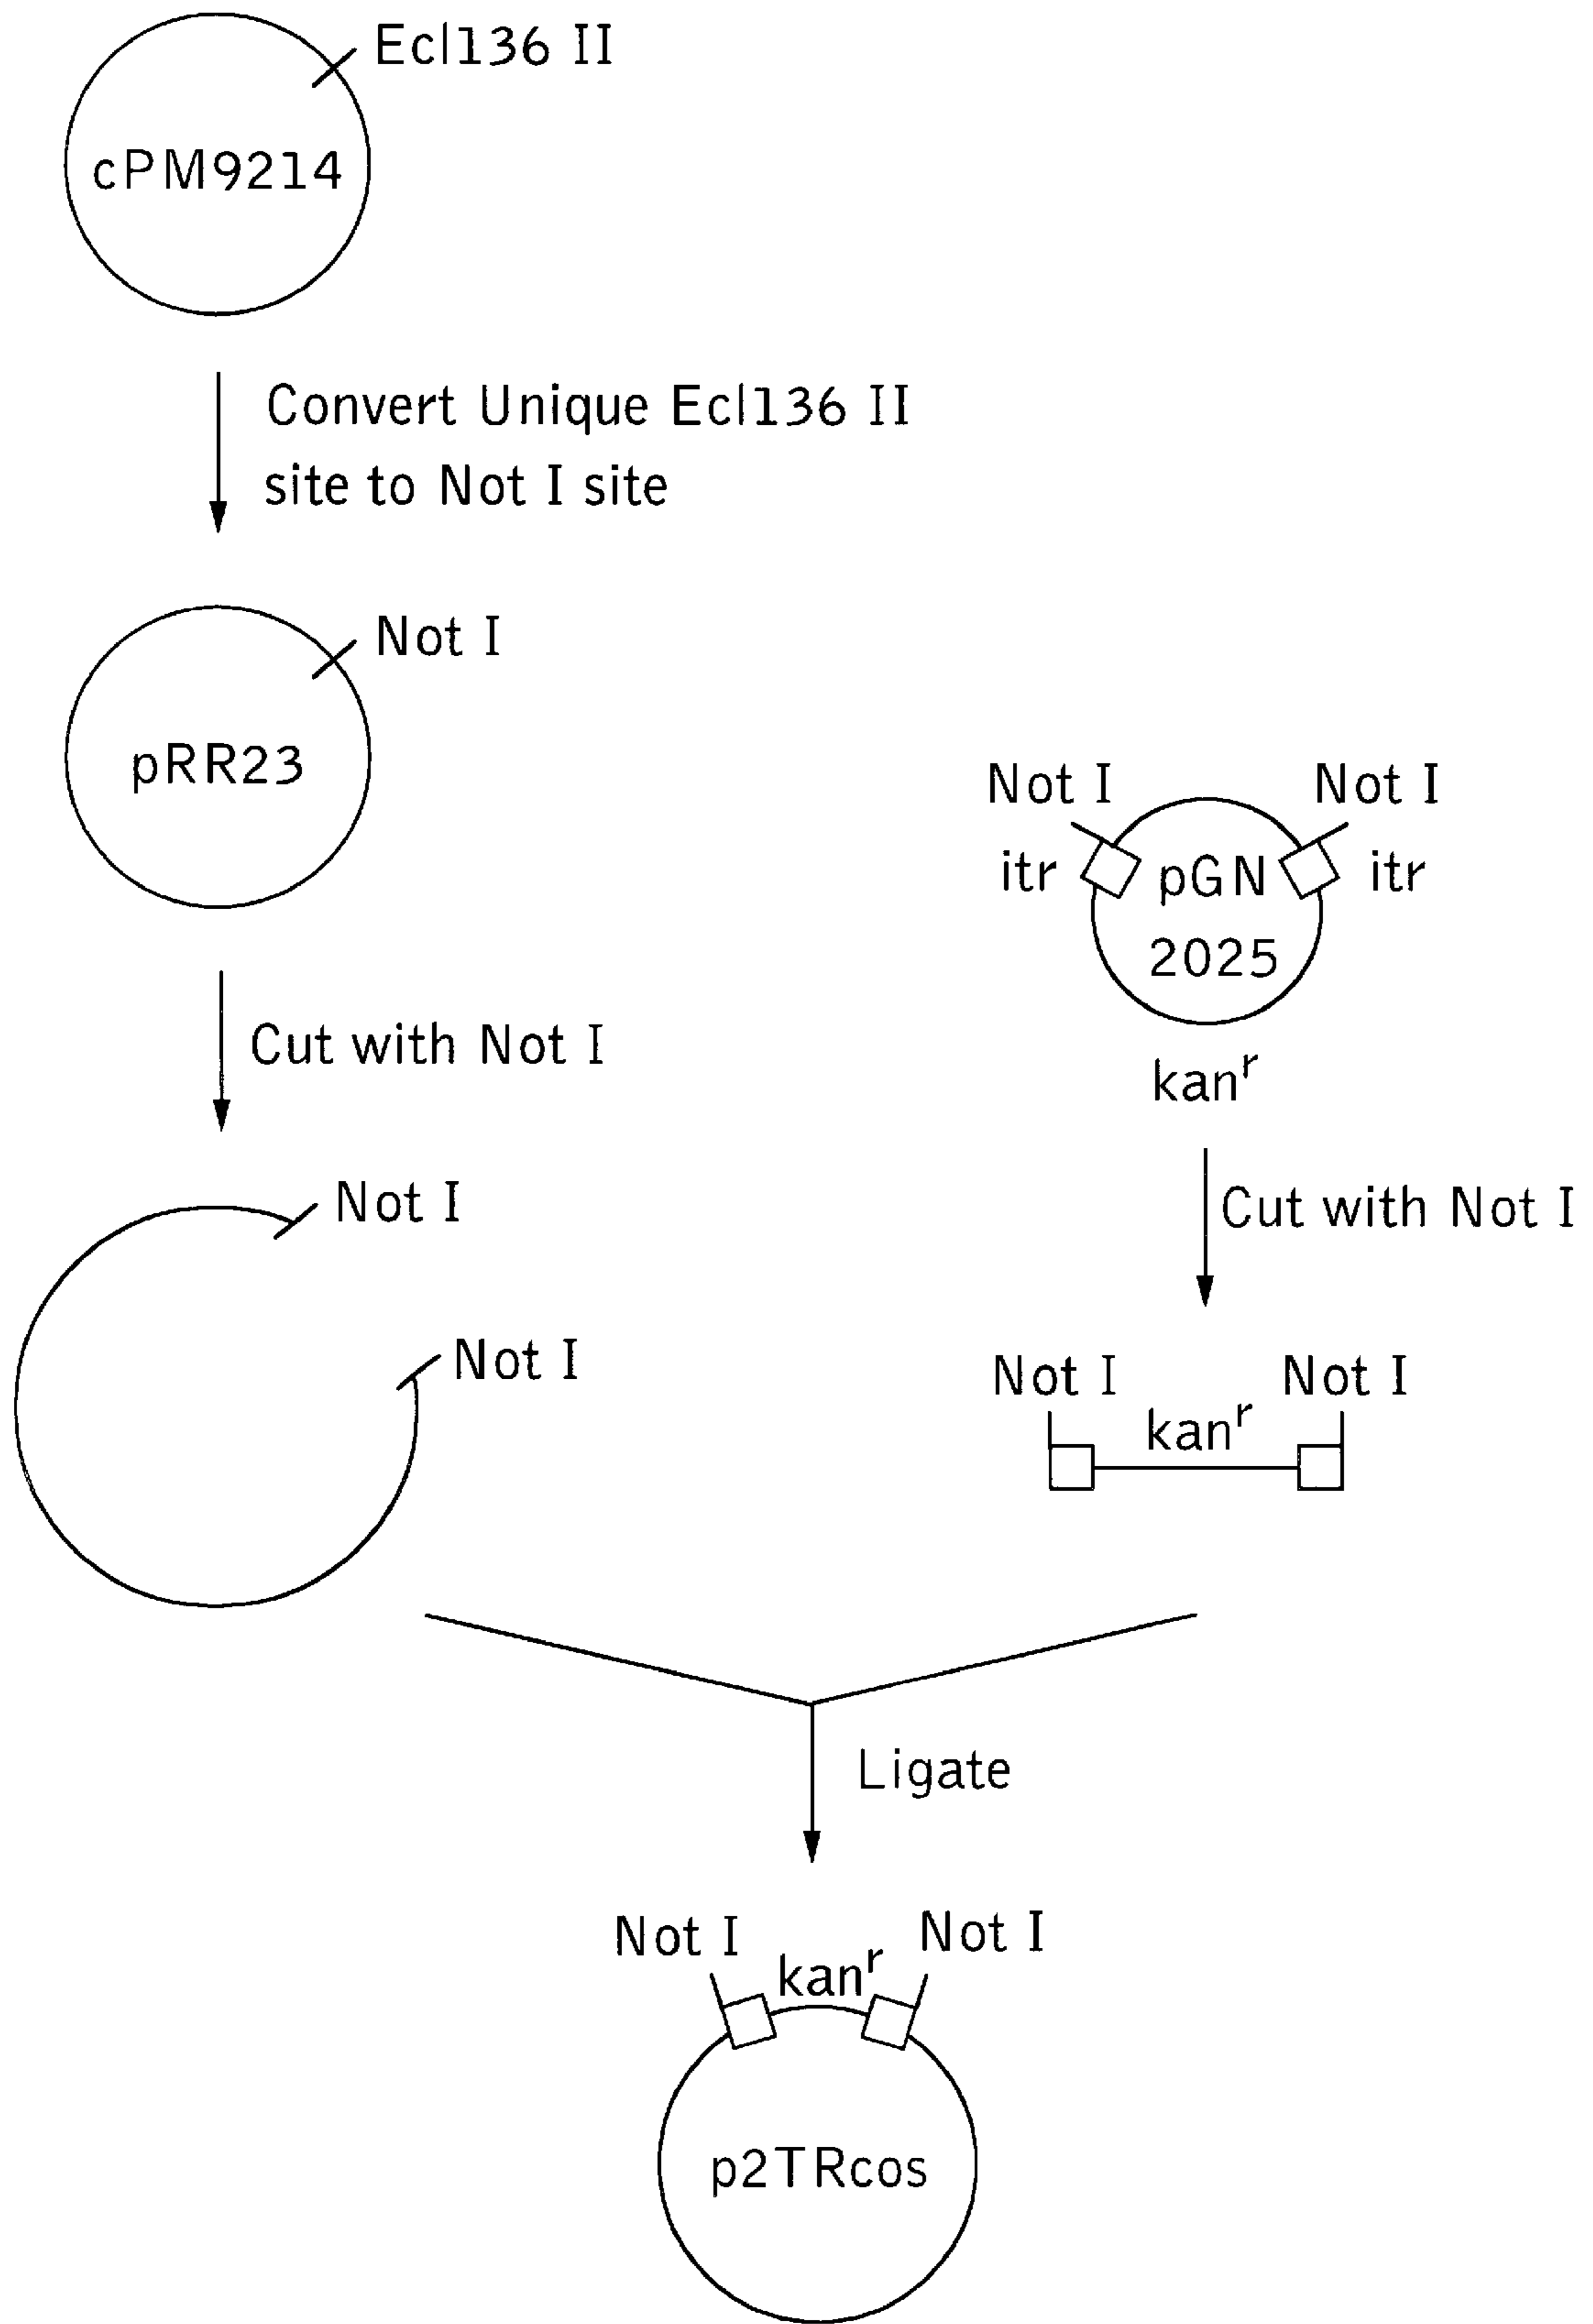 Ecl136 II
cPM9214
Convert Unique Ecl136 II
site to Not I site
Not I
pRR23
Cut with Not I
Not I
Not I
Not I
Not I
itr
pGN
itr
2025
kanʳ
Cut with Not I
Not I
Not I
kanʳ
Ligate
Not I
Not I
kanʳ
p2TRcos